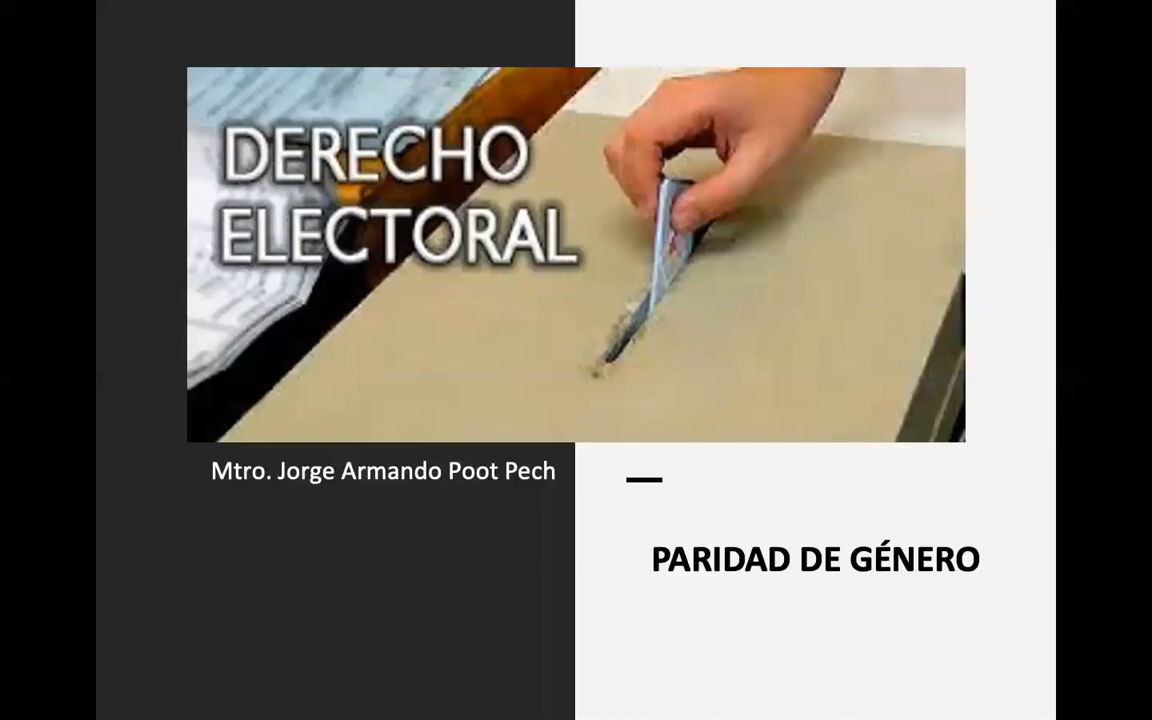 DERECHO
ELECTORAL
Mtro. Jorge Armando Poot Pech
PARIDAD DE GÉNERO